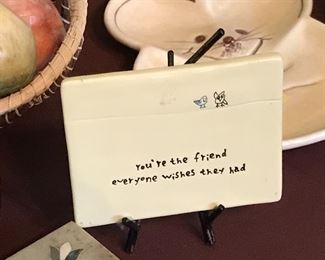 you're the friend
everyone wishes they had